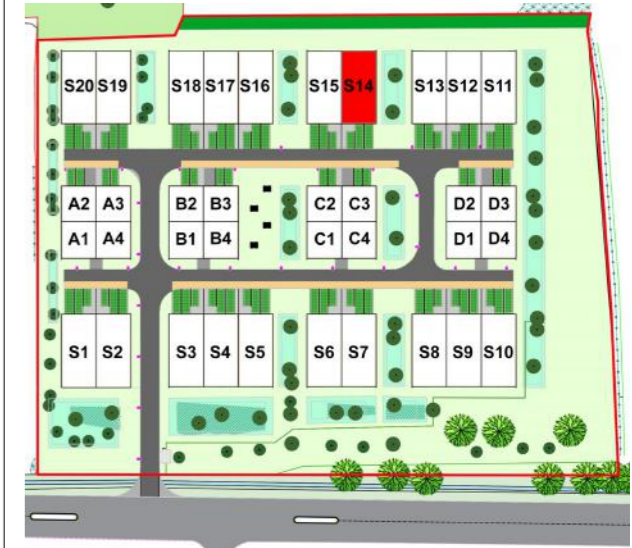 S20 S19 S18 S17 S16 S15 S14 S13 S12 S11
A2 A3 B2 B3 C2 C3 D2 D3
A1 A4 B1 B4 C1 C4 D1 D4
S1 S2 S3 S4 S5 S6 S7 S8 S9 S10